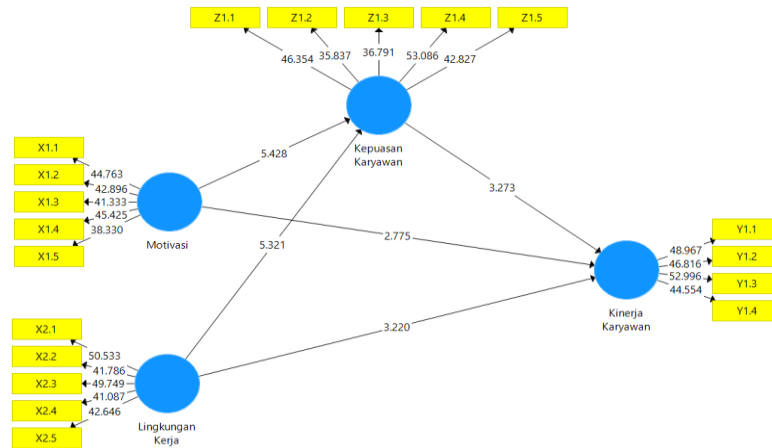 Z1.1
Z1.2
Z1.3
Z1.4
Z1.5
46.354
35.837
36.791
53.086
42.827
Kepuasan
Karyawan
X1.1
X1.2
X1.3
X1.4
X1.5
44.763
42.896
41.333
45.425
38.330
Motivasi
5.428
5.321
3.273
2.775
3.220
Y1.1
Y1.2
Y1.3
Y1.4
48.967
46.816
52.996
44.554
Kinerja
Karyawan
X2.1
X2.2
X2.3
X2.4
X2.5
50.533
41.786
49.749
41.087
42.646
Lingkungan
Kerja